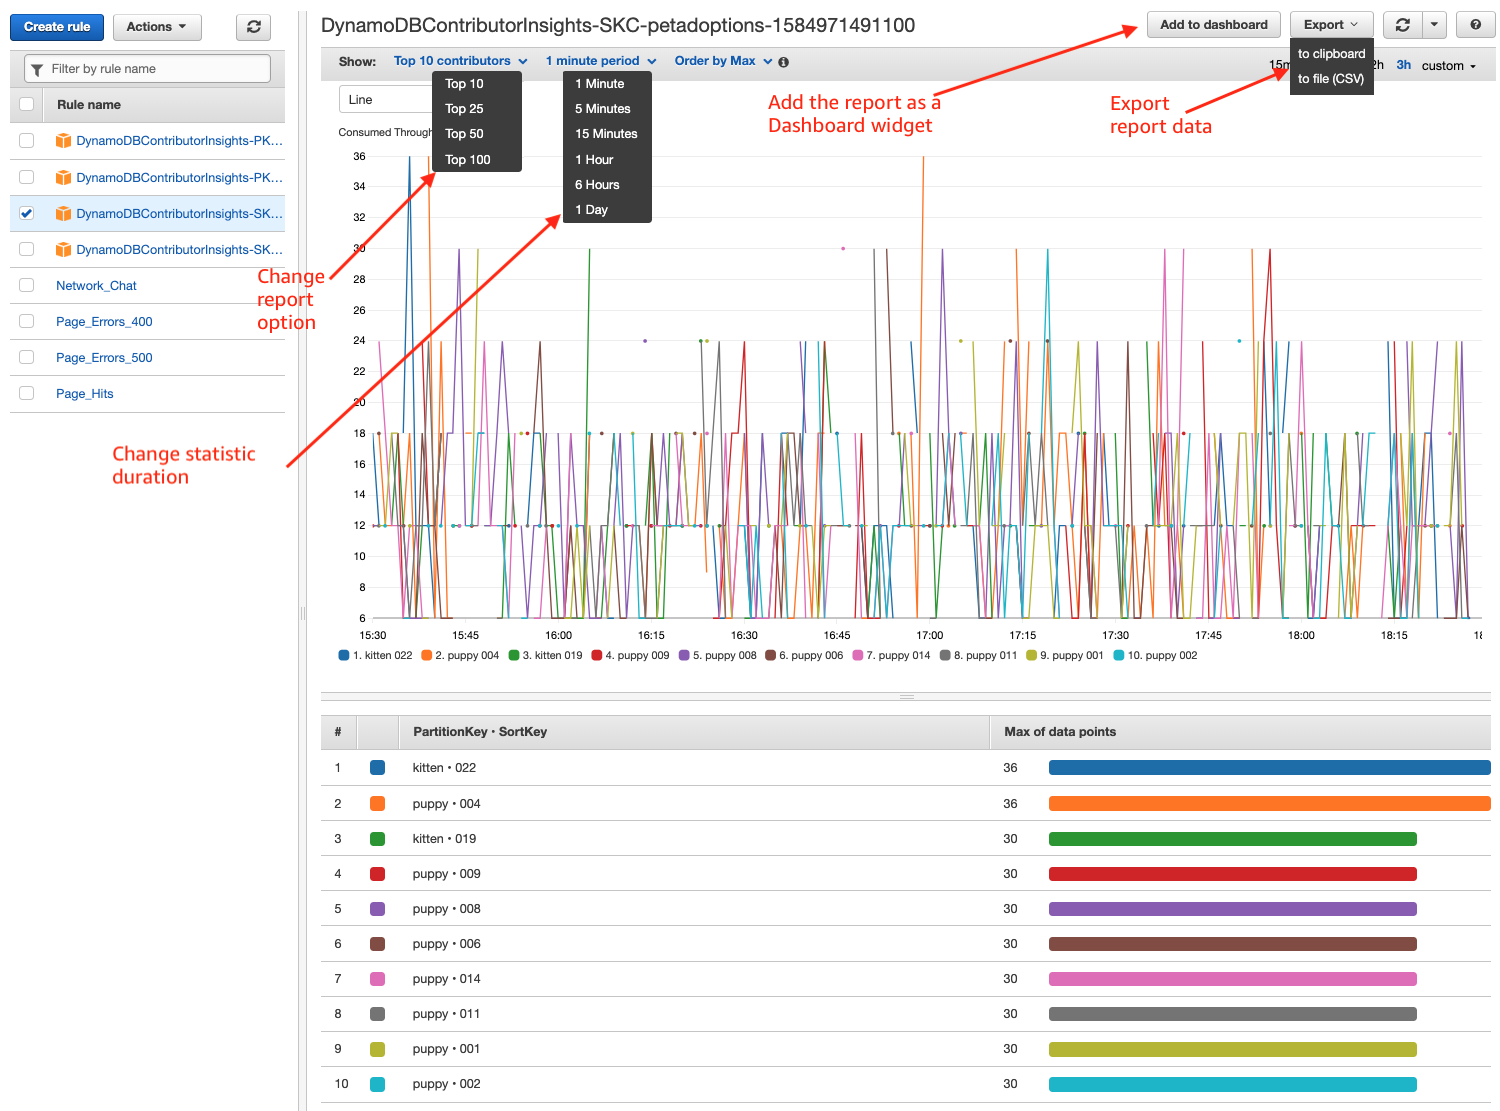 Create rule
Actions
Filter by rule name
Rule name
DynamoDBContributorInsights-PK...
DynamoDBContributorInsights-PK...
DynamoDBContributorInsights-SK...
DynamoDBContributorInsights-SK...
Network_Chat
Page_Errors_400
Page_Errors_500
Page_Hits
DynamoDBContributorInsights-SKC-petadoptions-1584971491100
Add to dashboard
Export
to clipboard
to file (CSV)
Show:
Top 10 contributors
1 minute period
Order by Max
3h
custom
Top 10
Top 25
Top 50
Top 100
1 Minute
5 Minutes
15 Minutes
1 Hour
6 Hours
1 Day
Line
Add the report as a
Dashboard widget
Export
report data
Change
report
option
Change statistic
duration
36
34
32
30
28
26
24
22
20
18
16
14
12
10
8
6
15:30 15:45 16:00 16:15 16:30 16:45 17:00 17:15 17:30 17:45 18:00 18:15
1. kitten 022 2. puppy 004 3. kitten 019 4. puppy 009 5. puppy 008 6. puppy 006 7. puppy 014 8. puppy 011 9. puppy 001 10. puppy 002
# PartitionKey • SortKey Max of data points
1 kitten • 022 36
2 puppy • 004 36
3 kitten • 019 30
4 puppy • 009 30
5 puppy • 008 30
6 puppy • 006 30
7 puppy • 014 30
8 puppy • 011 30
9 puppy • 001 30
10 puppy • 002 30